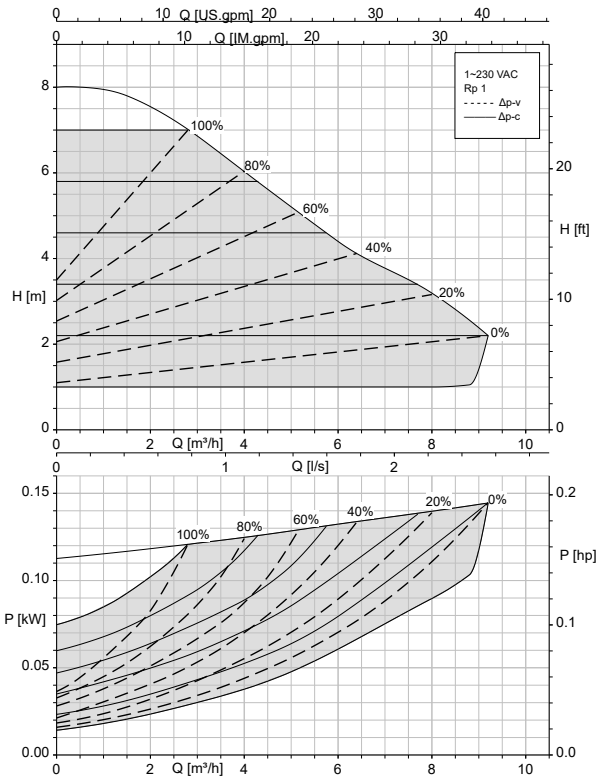 0 10 20 30 40
Q [US.gpm]
0 10 20 30
Q [IM.gpm]
1~230 VAC
Rp 1
Δp-v
Δp-c
8
100%
6
80%
20
60%
H [ft]
40%
4
H [m]
20%
10
0%
2
0
0
0 2 4 6 8 10
Q [m³/h]
0 1 2
Q [l/s]
0.15
0.2
100%
80%
60%
40%
20%
0%
P [hp]
0.10
P [kW]
0.1
0.05
0.00
0.0
0 2 4 6 8 10
Q [m³/h]